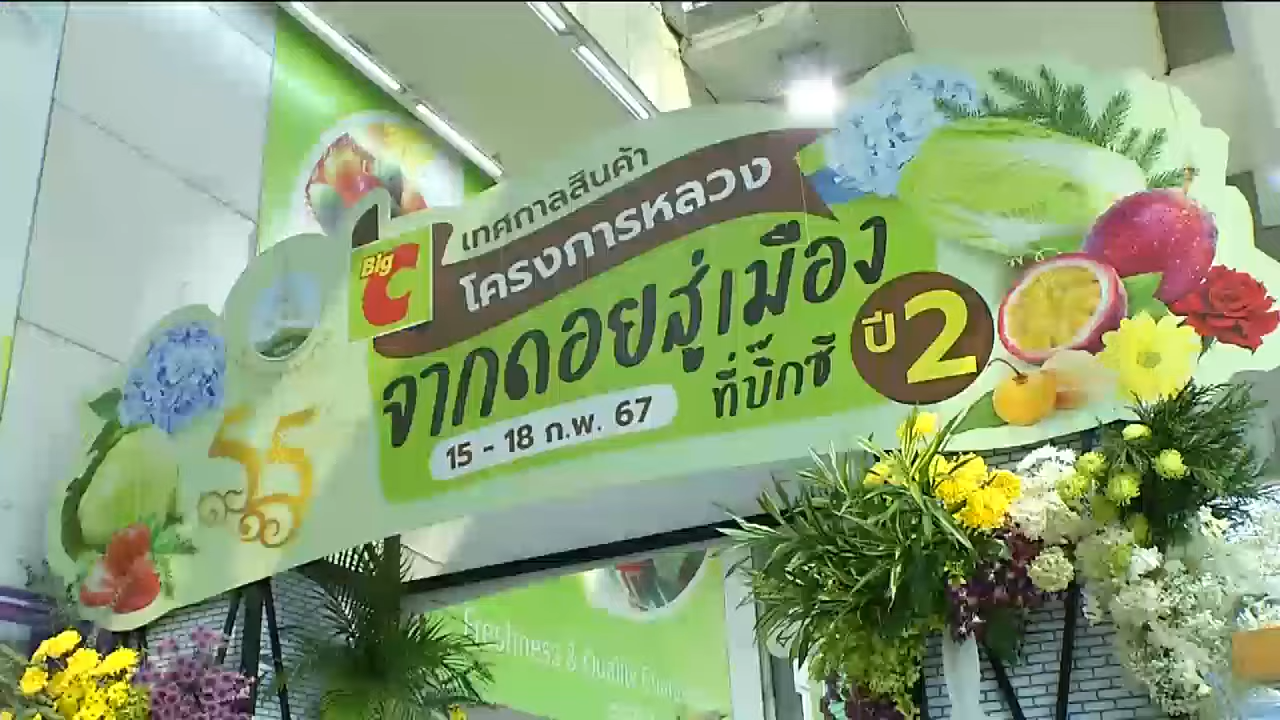 Big
C
เทศกาลสินค้า
โครงการหลวง
จากดอยสู่เมือง
ที่บิ๊กซี
ปี 2
15 - 18 ก.พ. 67
55
Freshness & Quality